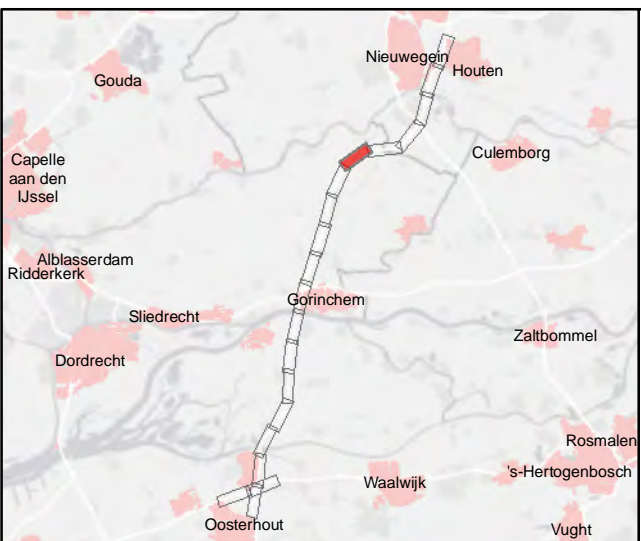 Nieuwegein
Houten
Gouda
Culemborg
Capelle
aan den
IJssel
Alblasserdam
Ridderkerk
Gorinchem
Sliedrecht
Zaltbommel
Dordrecht
Rosmalen
's-Hertogenbosch
Waalwijk
Oosterhout
Vught